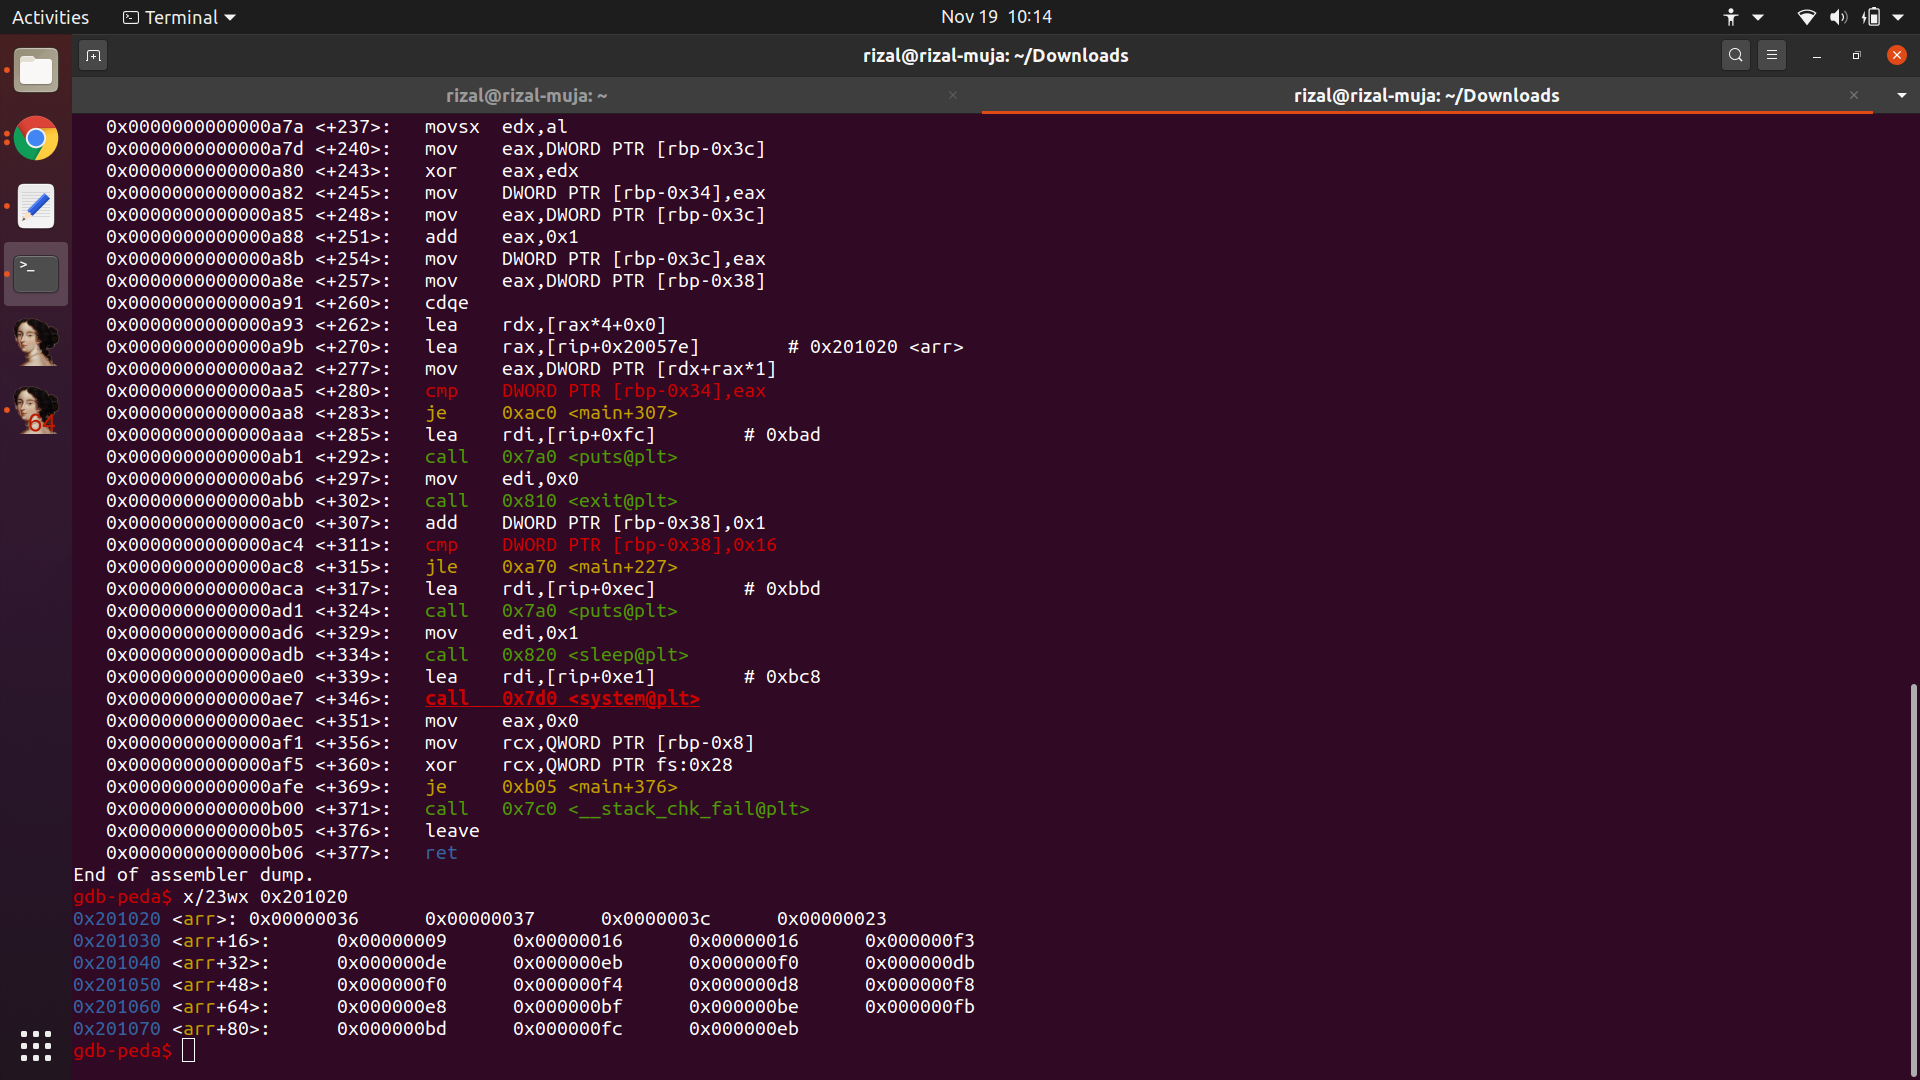 Activities
Terminal
Nov 19 10:14
rizal@rizal-muja: ~/Downloads
rizal@rizal-muja: ~
rizal@rizal-muja: ~/Downloads
0x0000000000000a7a <+237>: movsx edx,al
0x0000000000000a7d <+240>: mov eax,DWORD PTR [rbp-0x3c]
0x0000000000000a80 <+243>: xor eax,edx
0x0000000000000a82 <+245>: mov DWORD PTR [rbp-0x34],eax
0x0000000000000a85 <+248>: mov eax,DWORD PTR [rbp-0x3c]
0x0000000000000a88 <+251>: add eax,0x1
0x0000000000000a8b <+254>: mov DWORD PTR [rbp-0x3c],eax
0x0000000000000a8e <+257>: mov eax,DWORD PTR [rbp-0x38]
0x0000000000000a91 <+260>: cdqe
0x0000000000000a93 <+262>: lea rdx,[rax*4+0x0]
0x0000000000000a9b <+270>: lea rax,[rip+0x20057e] # 0x201020 <arr>
0x0000000000000aa2 <+277>: mov eax,DWORD PTR [rdx+rax*1]
0x0000000000000aa5 <+280>: cmp DWORD PTR [rbp-0x34],eax
0x0000000000000aa8 <+283>: je 0xac0 <main+307>
0x0000000000000aaa <+285>: lea rdi,[rip+0xfc] # 0xbad
0x0000000000000ab1 <+292>: call 0x7a0 <puts@plt>
0x0000000000000ab6 <+297>: mov edi,0x0
0x0000000000000abb <+302>: call 0x810 <exit@plt>
0x0000000000000ac0 <+307>: add DWORD PTR [rbp-0x38],0x1
0x0000000000000ac4 <+311>: cmp DWORD PTR [rbp-0x38],0x16
0x0000000000000ac8 <+315>: jle 0xa70 <main+227>
0x0000000000000aca <+317>: lea rdi,[rip+0xec] # 0xbbd
0x0000000000000ad1 <+324>: call 0x7a0 <puts@plt>
0x0000000000000ad6 <+329>: mov edi,0x1
0x0000000000000adb <+334>: call 0x820 <sleep@plt>
0x0000000000000ae0 <+339>: lea rdi,[rip+0xe1] # 0xbc8
0x0000000000000ae7 <+346>: call 0x7d0 <system@plt>
0x0000000000000aec <+351>: mov eax,0x0
0x0000000000000af1 <+356>: mov rcx,QWORD PTR [rbp-0x8]
0x0000000000000af5 <+360>: xor rcx,QWORD PTR fs:0x28
0x0000000000000afe <+369>: je 0xb05 <main+376>
0x0000000000000b00 <+371>: call 0x7c0 <__stack_chk_fail@plt>
0x0000000000000b05 <+376>: leave
0x0000000000000b06 <+377>: ret
End of assembler dump.
gdb-peda$ x/23wx 0x201020
0x201020 <arr>: 0x00000036 0x00000037 0x0000003c 0x00000023
0x201030 <arr+16>: 0x00000009 0x00000016 0x00000016 0x000000f3
0x201040 <arr+32>: 0x000000de 0x000000eb 0x000000f0 0x000000db
0x201050 <arr+48>: 0x000000f0 0x000000f4 0x000000d8 0x000000f8
0x201060 <arr+64>: 0x000000e8 0x000000bf 0x000000be 0x000000fb
0x201070 <arr+80>: 0x000000bd 0x000000fc 0x000000eb
gdb-peda$
64